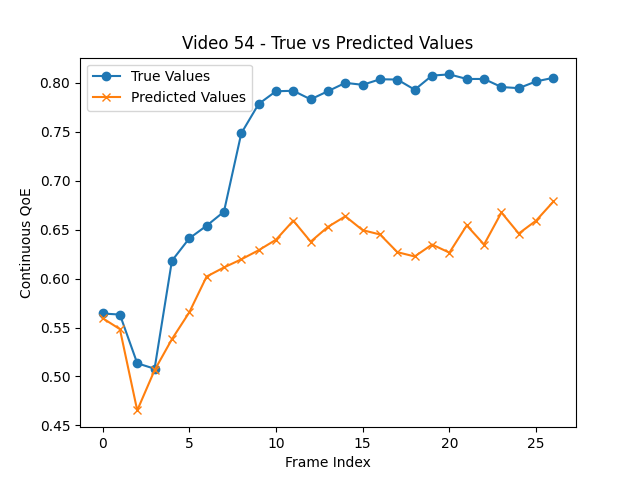 Video 54 - True vs Predicted Values
True Values
Predicted Values
Continuous QoE
0.80
0.75
0.70
0.65
0.60
0.55
0.50
0.45
0 5 10 15 20 25
Frame Index